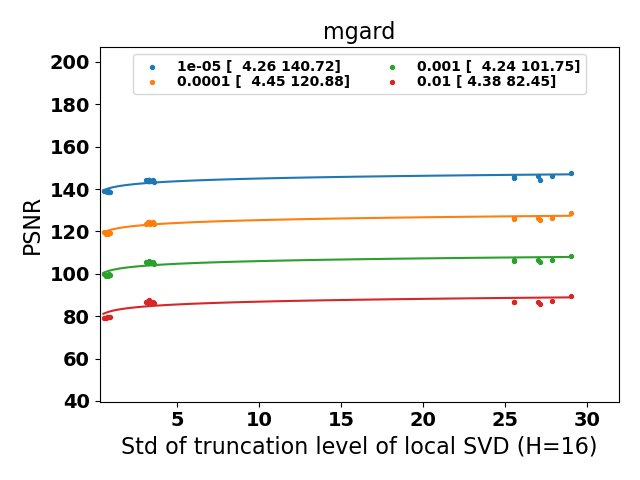 mgard
1e-05 [  4.26 140.72]
0.0001 [  4.45 120.88]
0.001 [  4.24 101.75]
0.01 [ 4.38 82.45]
200
180
160
140
120
100
80
60
40
PSNR
5 10 15 20 25 30
Std of truncation level of local SVD (H=16)